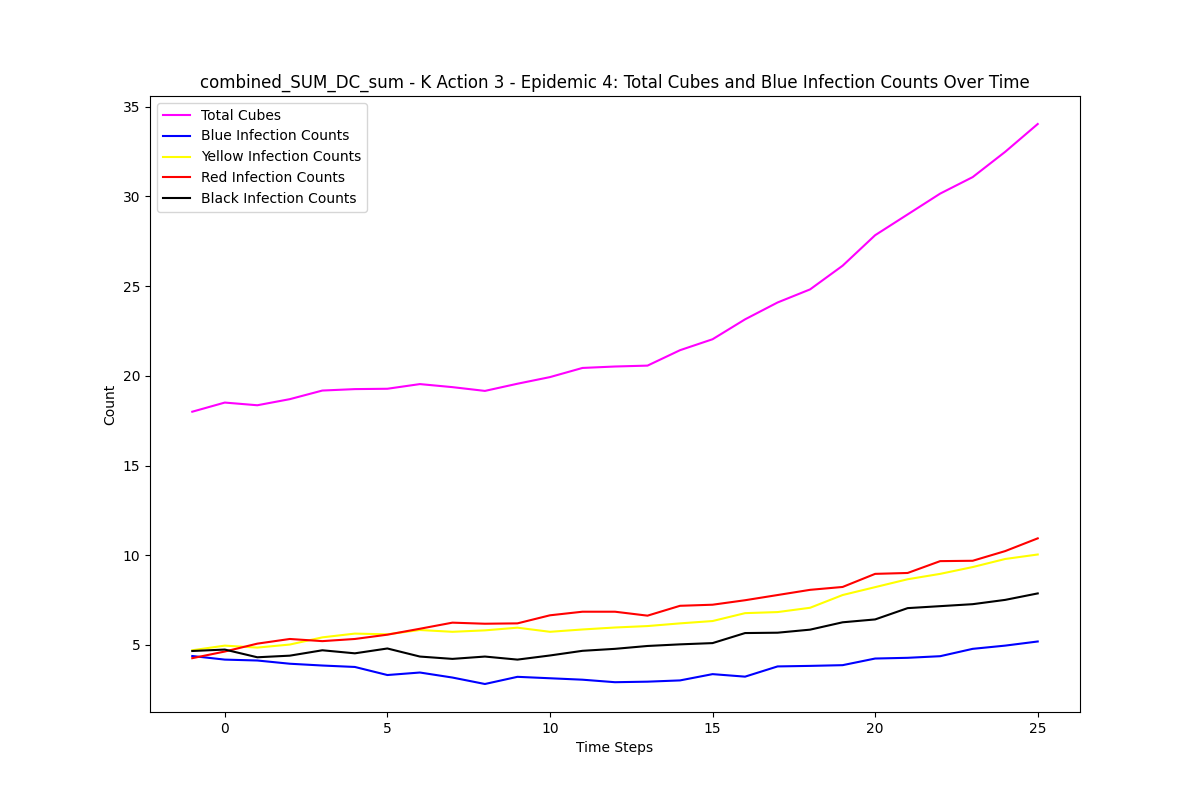 combined_SUM_DC_sum - K Action 3 - Epidemic 4: Total Cubes and Blue Infection Counts Over Time
35
30
25
20
15
10
5
Count
Total Cubes
Blue Infection Counts
Yellow Infection Counts
Red Infection Counts
Black Infection Counts
0 5 10 15 20 25
Time Steps